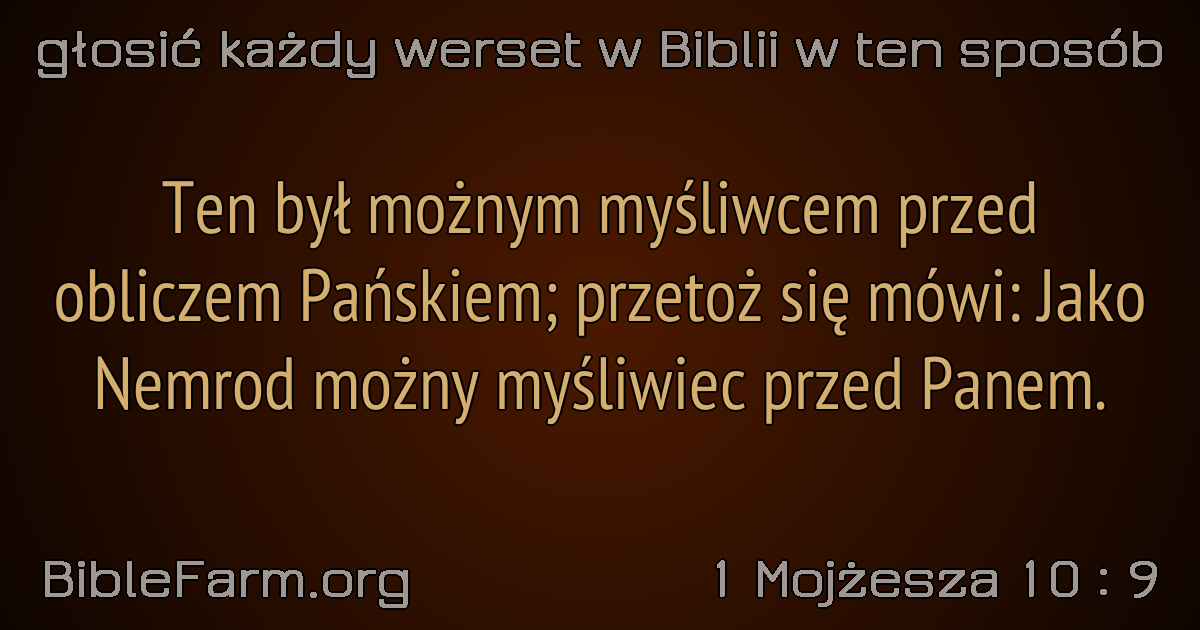 głosić każdy werset w Biblii w ten sposób
Ten był możnym myśliwcem przed
obliczem Pańskiem; przetoż się mówi: Jako
Nemrod możny myśliwiec przed Panem.
BibleFarm.org
1 Mojżesza 10 : 9